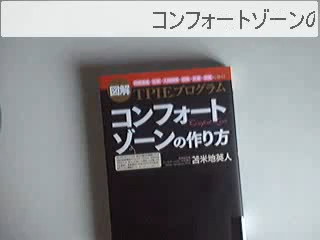 コンフォートゾーンの
図解
TPIEプログラム
コンフォート
ゾーンの作り方
苫米地英人